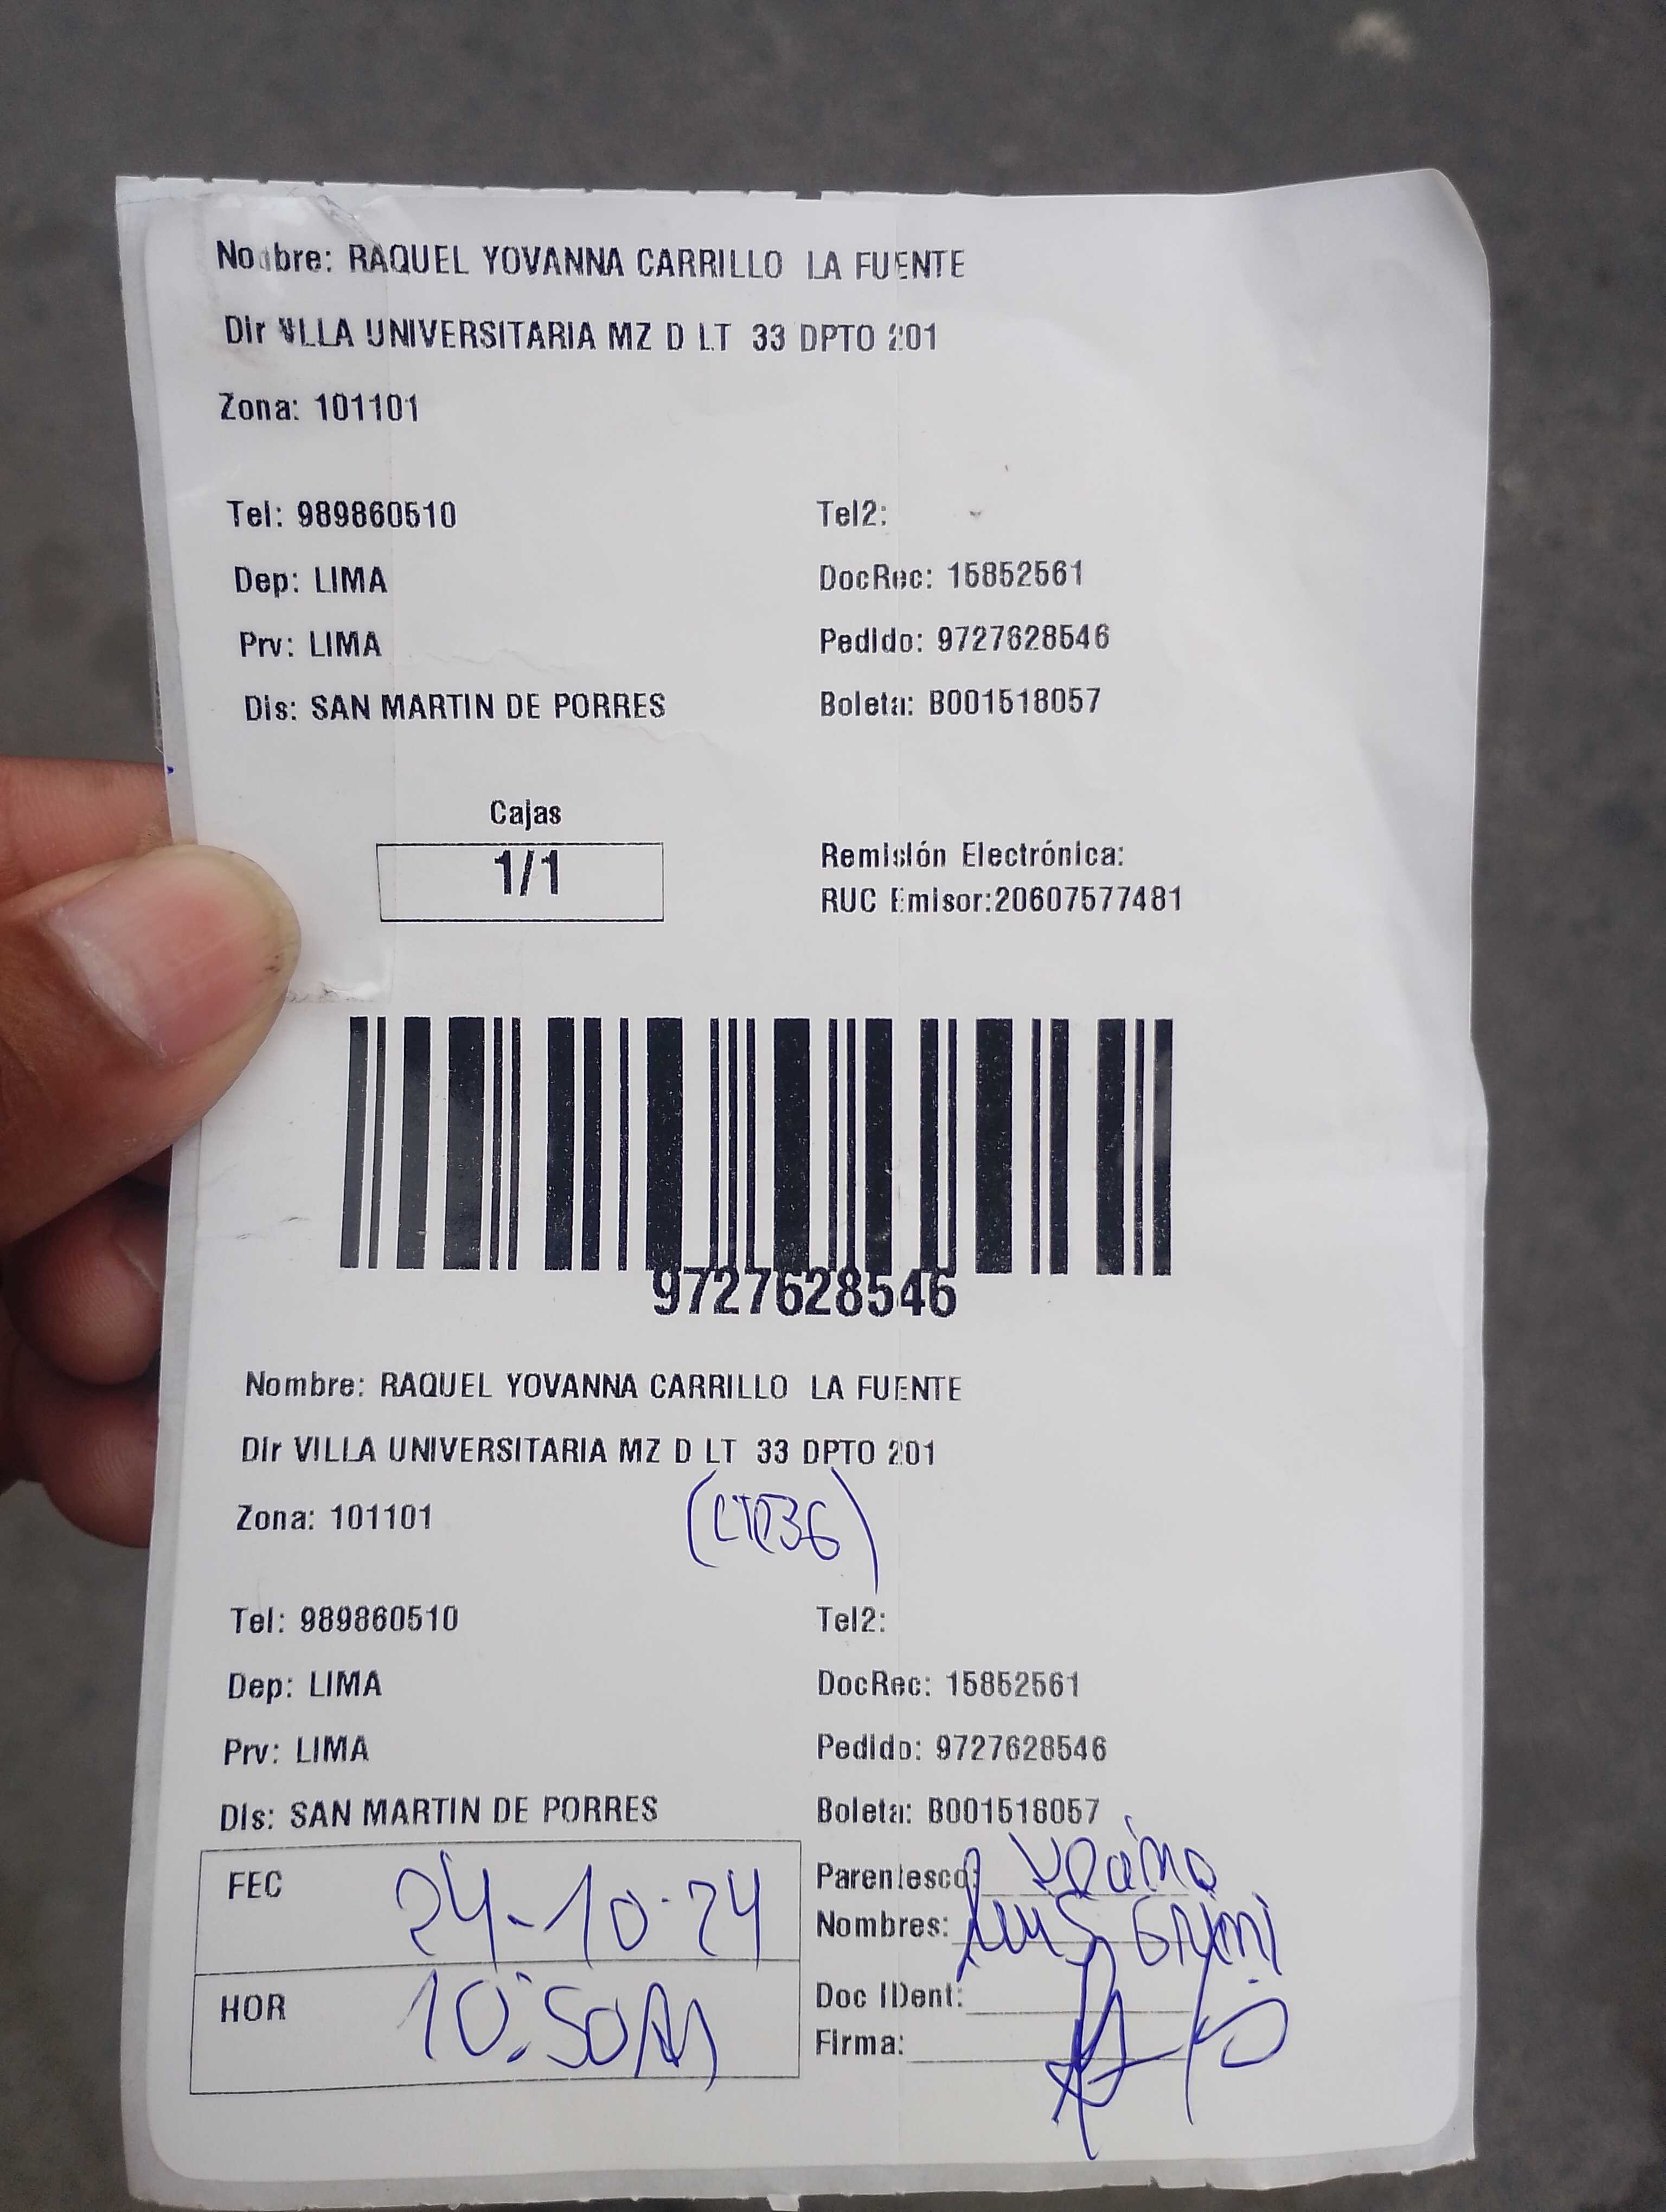 Nombre: RAQUEL YOVANNA CARRILLO LA FUENTE
Dir VLLA UNIVERSITARIA MZ D LT 33 DPTO 201
Zona: 101101
Tel: 989860510 Tel2:
Dep: LIMA DocRec: 15852561
Prv: LIMA Pedido: 9727628546
Dis: SAN MARTIN DE PORRES Boleta: B001518057
Cajas
1/1
Remisión Electrónica:
RUC Emisor:20607577481
9727628546
Nombre: RAQUEL YOVANNA CARRILLO LA FUENTE
Dir VILLA UNIVERSITARIA MZ D LT 33 DPTO 201
Zona: 101101
Tel: 989860510 Tel2:
Dep: LIMA DocRec: 15852561
Prv: LIMA Pedido: 9727628546
Dis: SAN MARTIN DE PORRES Boleta: B001518057
FEC 24-10-24
HOR 10:50AM
Parentesco:
Nombres: Luis
Doc IDent:
Firma: